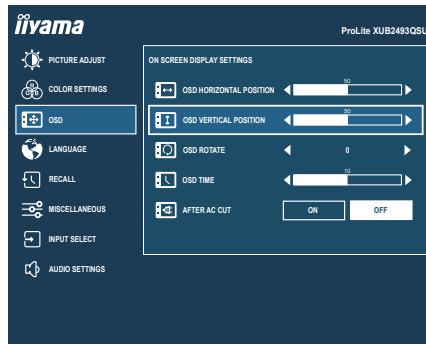 iiyama
ProLite XUB2493QSU
PICTURE ADJUST
COLOR SETTINGS
OSD
LANGUAGE
RECALL
MISCELLANEOUS
INPUT SELECT
AUDIO SETTINGS
ON SCREEN DISPLAY SETTINGS
OSD HORIZONTAL POSITION 50
OSD VERTICAL POSITION 50
OSD ROTATE 0
OSD TIME 10
AFTER AC CUT ON OFF